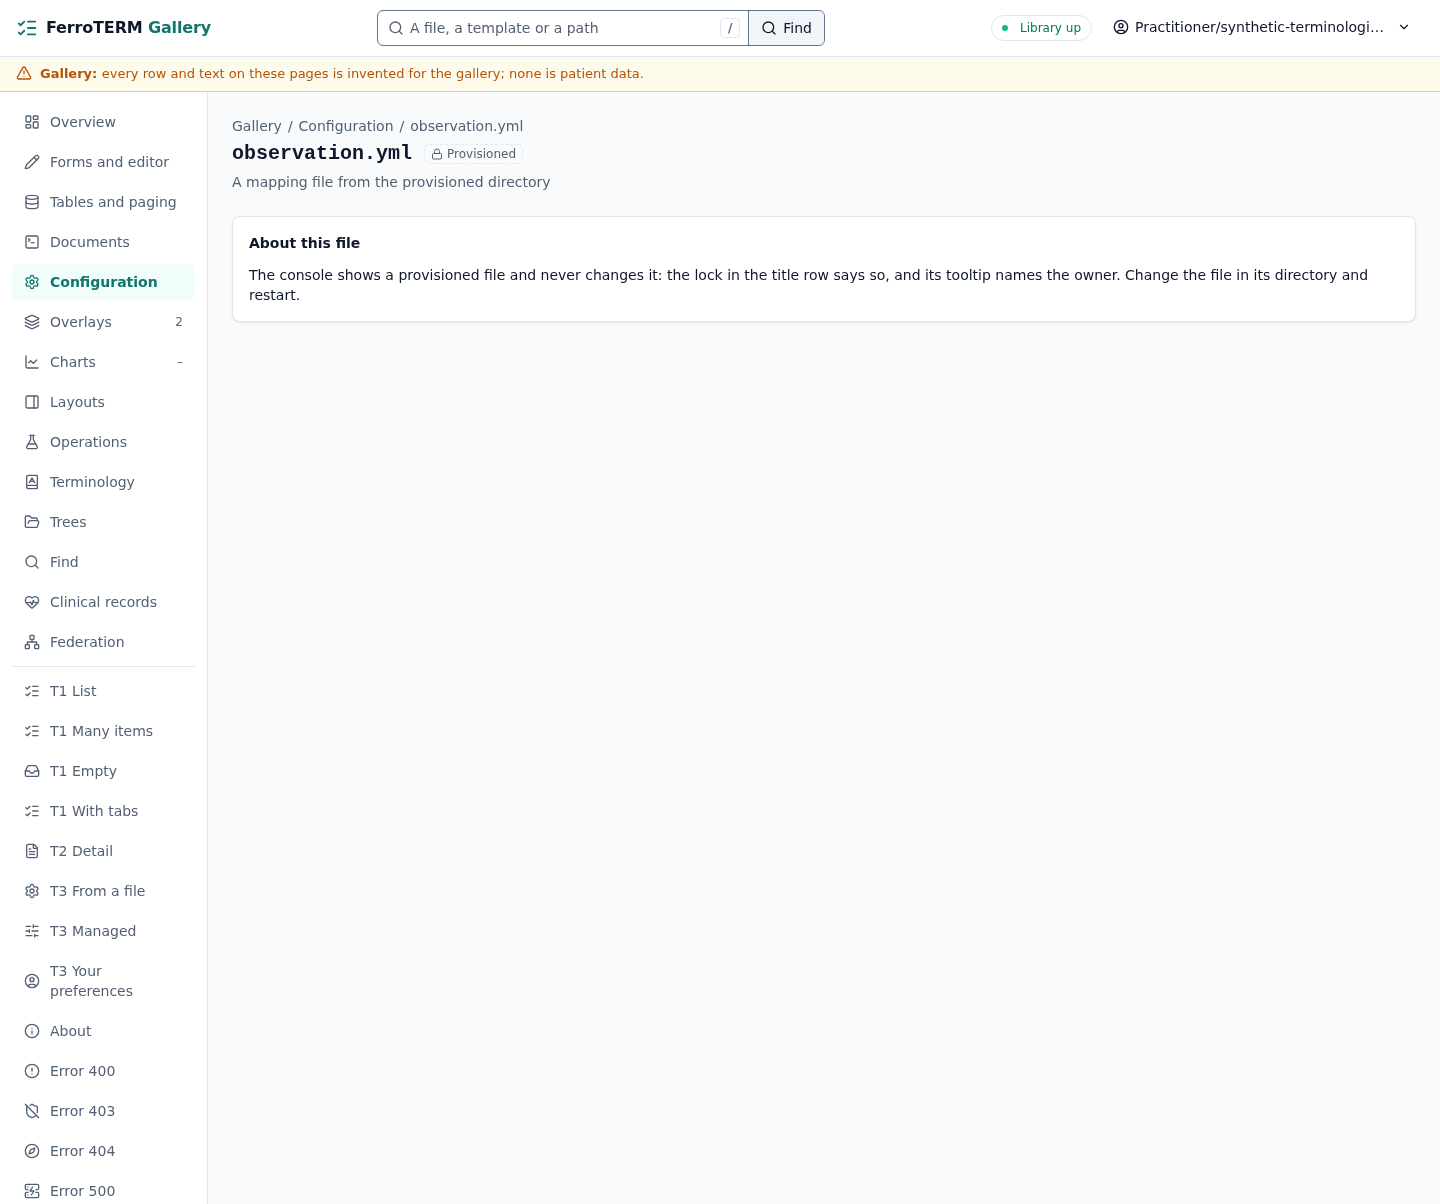 FerroTERM Gallery
A file, a template or a path
/
Find
Library up
Practitioner/synthetic-terminologi…
Gallery: every row and text on these pages is invented for the gallery; none is patient data.
Overview
Forms and editor
Tables and paging
Documents
Configuration
Overlays 2
Charts –
Layouts
Operations
Terminology
Trees
Find
Clinical records
Federation
T1 List
T1 Many items
T1 Empty
T1 With tabs
T2 Detail
T3 From a file
T3 Managed
T3 Your
preferences
About
Error 400
Error 403
Error 404
Error 500
Gallery / Configuration / observation.yml
observation.yml Provisioned
A mapping file from the provisioned directory
About this file
The console shows a provisioned file and never changes it: the lock in the title row says so, and its tooltip names the owner. Change the file in its directory and
restart.